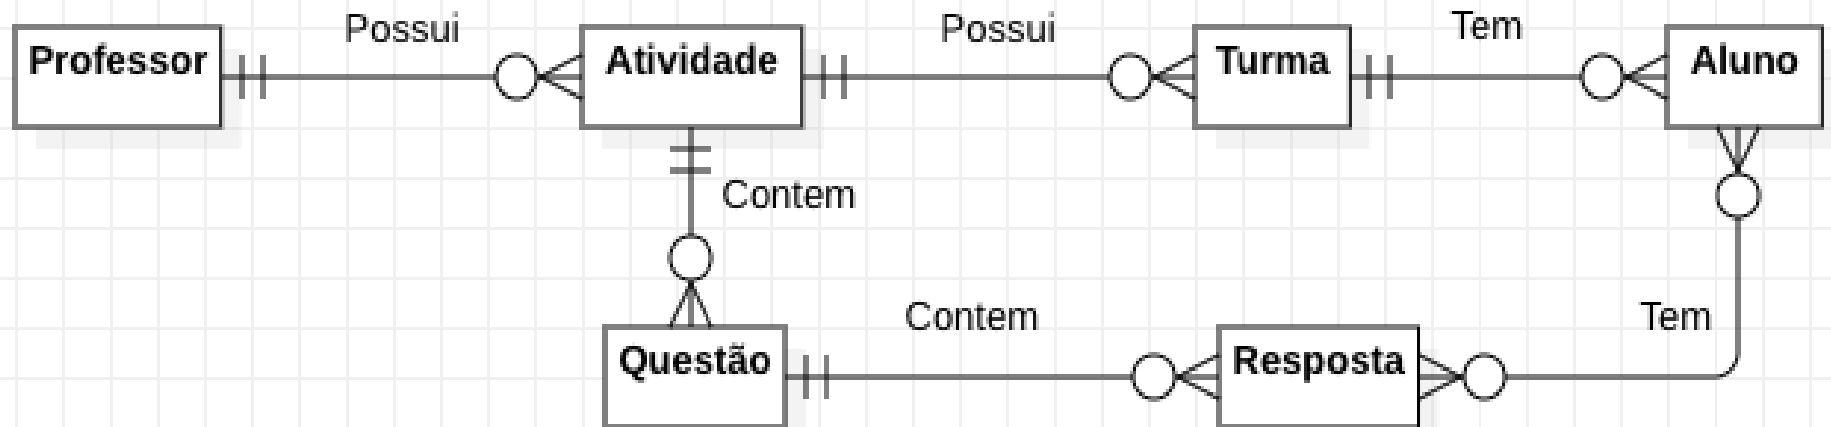 Possui
Possui
Tem
Professor
Atividade
Turma
Aluno
Contem
Contem
Tem
Questão
Resposta